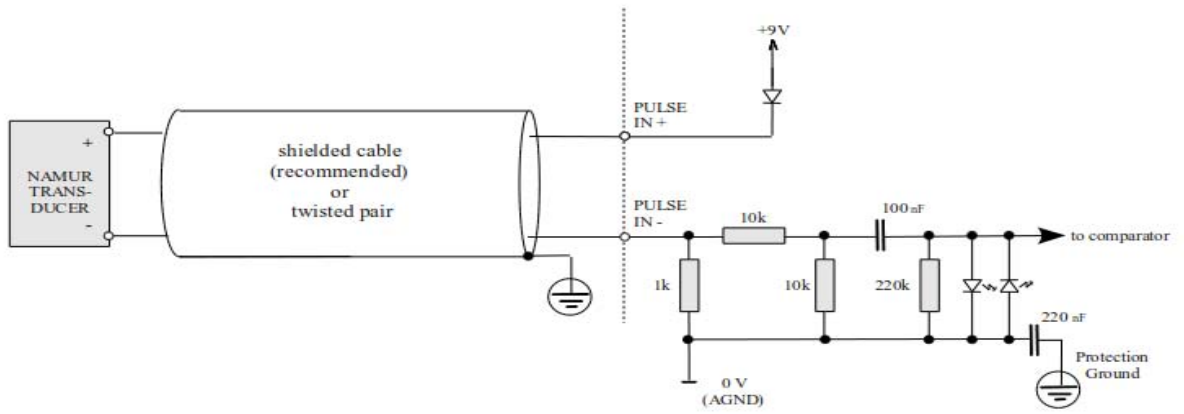 +9V
PULSE
IN +
+
NAMUR
TRANS-
DUCER
-
shielded cable
(recommended)
or
twisted pair
PULSE
IN -
10k
100 nF
to comparator
1k
10k
220k
220 nF
Protection
Ground
0 V
(AGND)